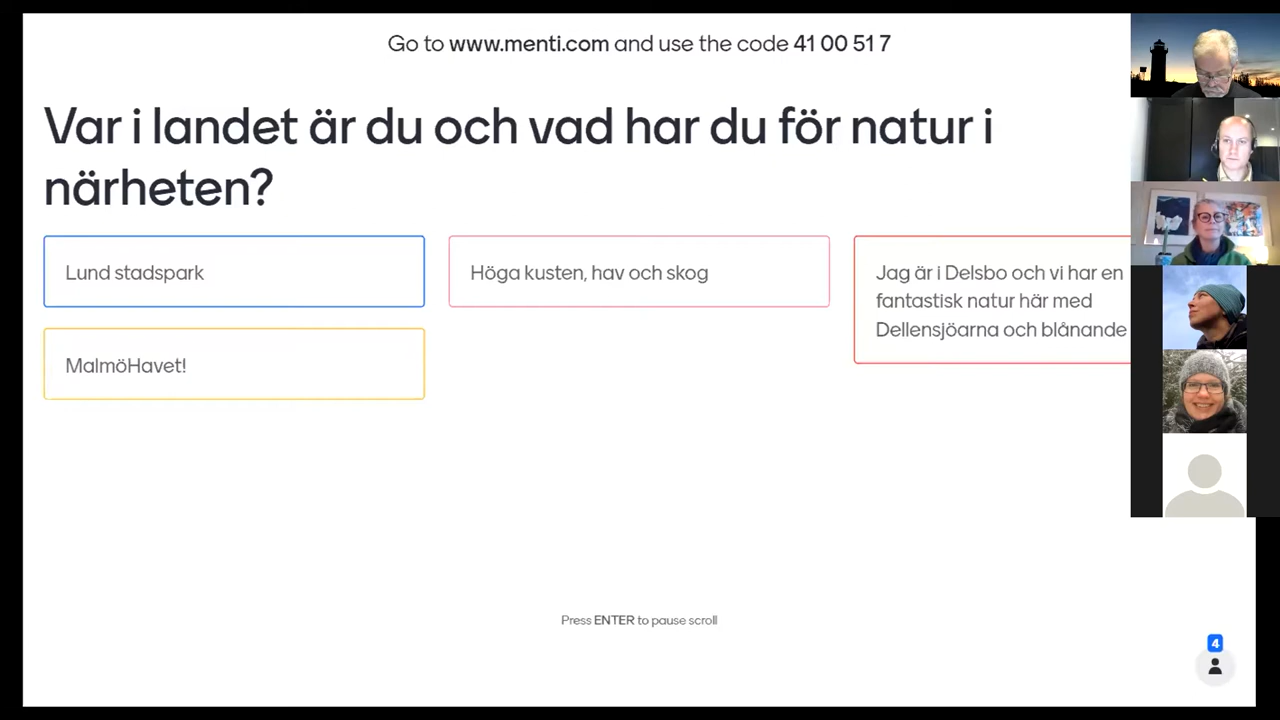 Go to www.menti.com and use the code 41 00 51 7
Var i landet är du och vad har du för natur i
närheten?
Lund stadspark
Höga kusten, hav och skog
Jag är i Delsbo och vi har en
fantastisk natur här med
Dellensjöarna och blånande
MalmöHavet!
Press ENTER to pause scroll
4